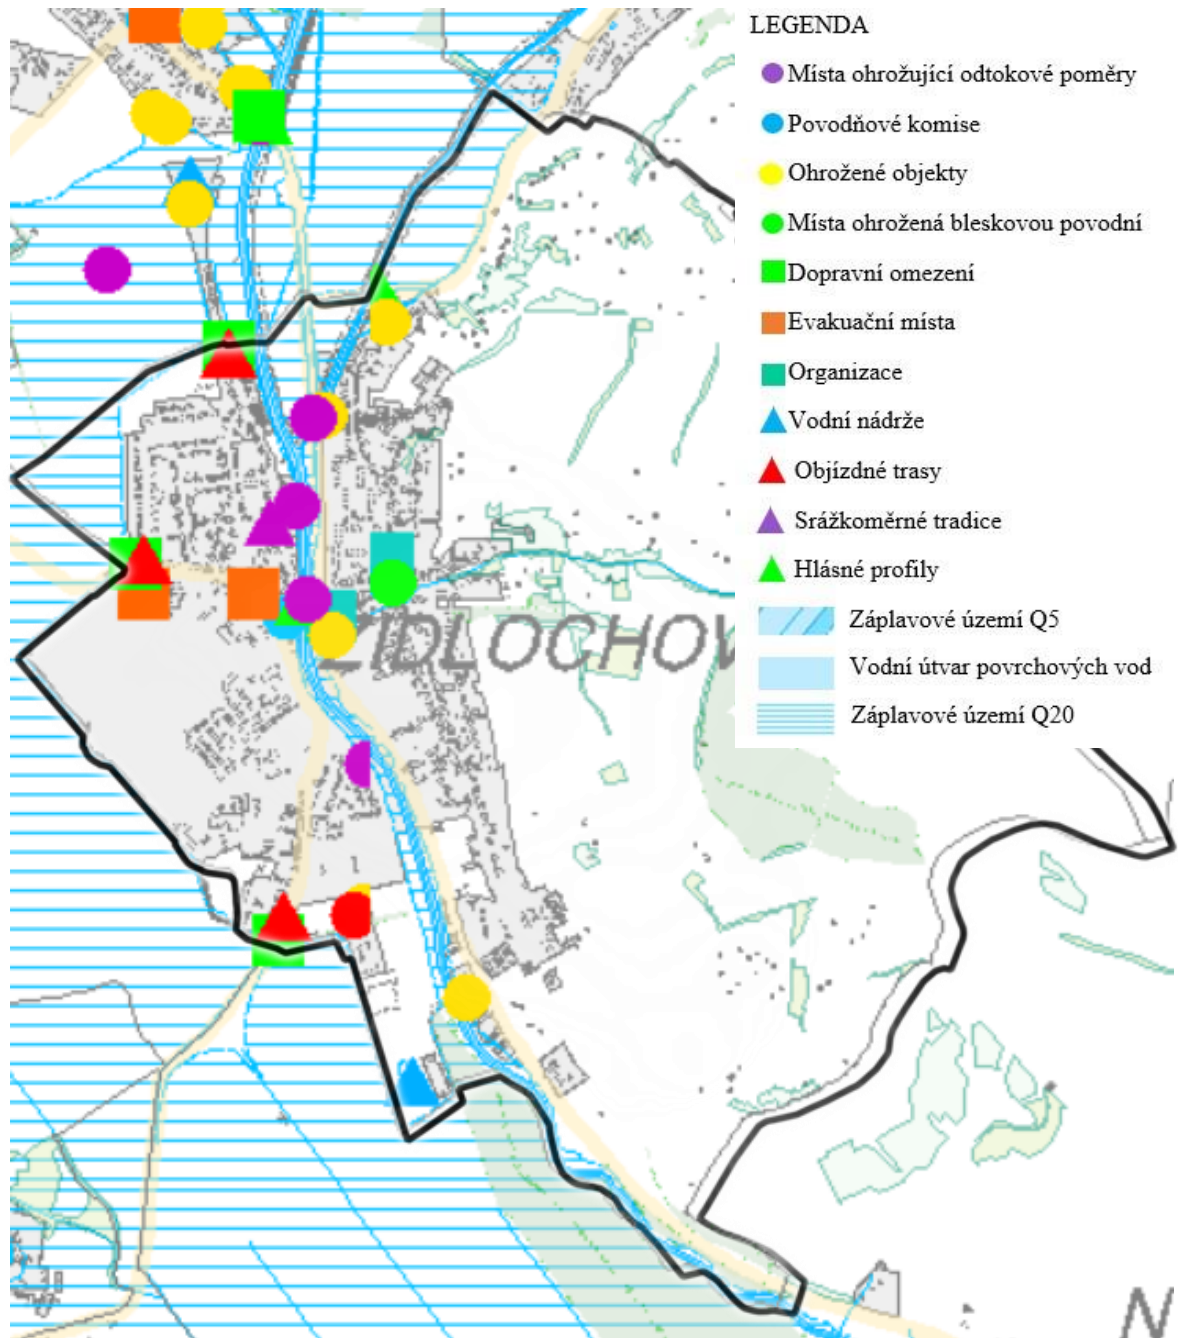 LEGENDA
Místa ohrožující odtokové poměry
Povodňové komise
Ohrožené objekty
Místa ohrožená bleskovou povodní
Dopravní omezení
Evakuační místa
Organizace
Vodní nádrže
Objízdné trasy
Srážkoměrné tradice
Hlásné profily
Záplavové území Q5
Vodní útvar povrchových vod
Záplavové území Q20
ŽIDLOCHOV
N